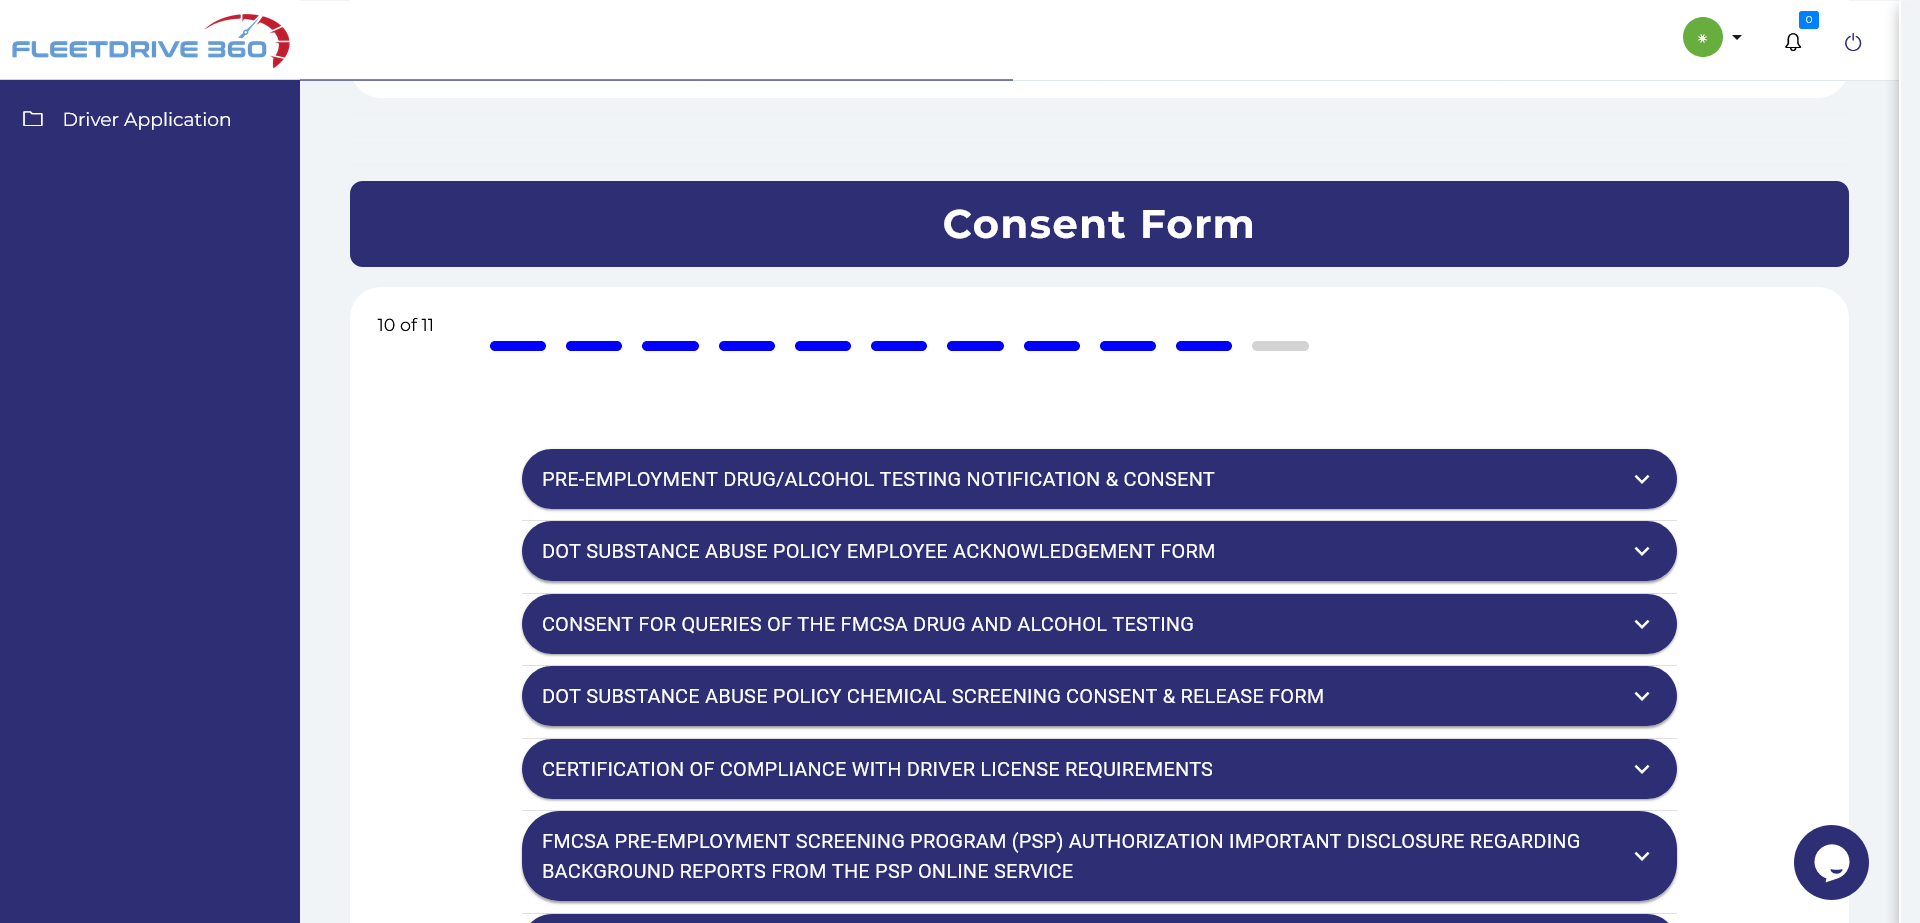 FLEETDRIVE 360
0
Driver Application
Consent Form
10 of 11
PRE-EMPLOYMENT DRUG/ALCOHOL TESTING NOTIFICATION & CONSENT
DOT SUBSTANCE ABUSE POLICY EMPLOYEE ACKNOWLEDGEMENT FORM
CONSENT FOR QUERIES OF THE FMCSA DRUG AND ALCOHOL TESTING
DOT SUBSTANCE ABUSE POLICY CHEMICAL SCREENING CONSENT & RELEASE FORM
CERTIFICATION OF COMPLIANCE WITH DRIVER LICENSE REQUIREMENTS
FMCSA PRE-EMPLOYMENT SCREENING PROGRAM (PSP) AUTHORIZATION IMPORTANT DISCLOSURE REGARDING
BACKGROUND REPORTS FROM THE PSP ONLINE SERVICE